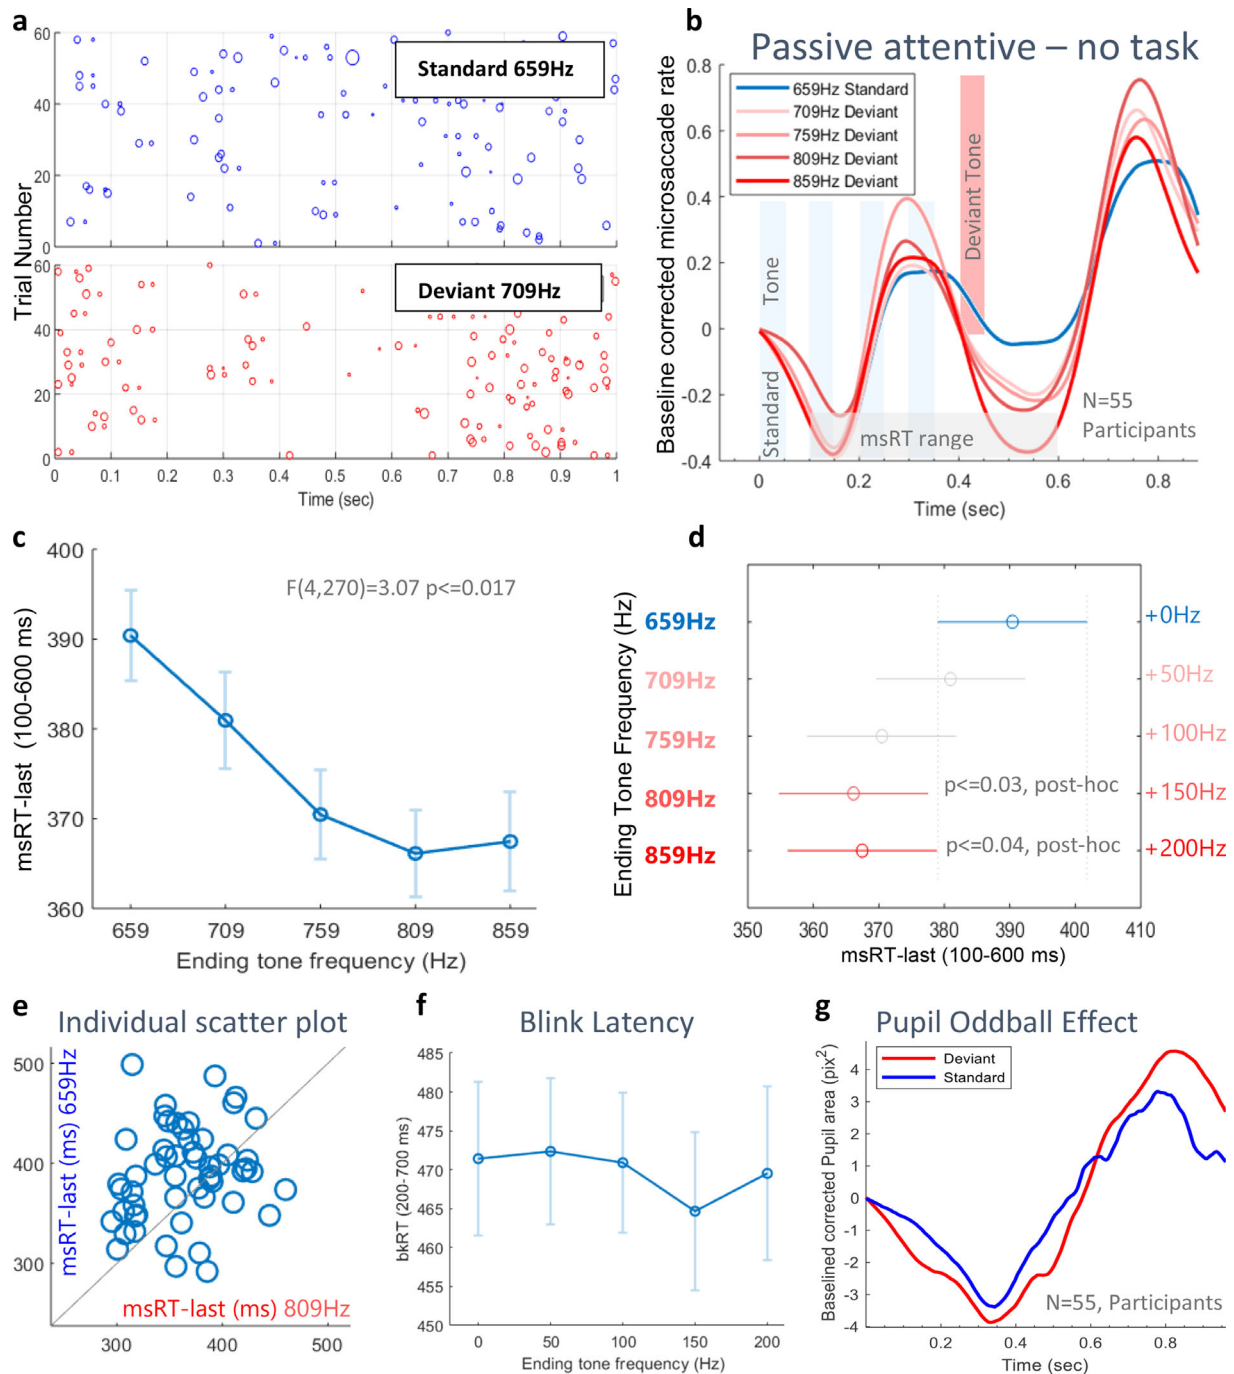 a
60
Standard 659Hz
40
20
0
Trial Number
60
Deviant 709Hz
40
20
0
0 0.1 0.2 0.3 0.4 0.5 0.6 0.7 0.8 0.9 1
Time (sec)
b
Passive attentive – no task
0.8
0.6
0.4
0.2
0
-0.2
-0.4
Baseline corrected microsaccade rate
659Hz Standard
709Hz Deviant
759Hz Deviant
809Hz Deviant
859Hz Deviant
Standard Tone
Deviant Tone
msRT range
N=55
Participants
0 0.2 0.4 0.6 0.8
Time (sec)
c
400
390
380
370
360
msRT-last (100-600 ms)
F(4,270)=3.07 p<=0.017
659 709 759 809 859
Ending tone frequency (Hz)
d
Ending Tone Frequency (Hz)
659Hz +0Hz
709Hz +50Hz
759Hz +100Hz
809Hz p<=0.03, post-hoc +150Hz
859Hz p<=0.04, post-hoc +200Hz
350 360 370 380 390 400 410
msRT-last (100-600 ms)
e
Individual scatter plot
500
400
300
msRT-last (ms) 659Hz
msRT-last (ms) 809Hz
300 400 500
f
Blink Latency
485
480
475
470
465
460
455
450
bkRT (200-700 ms)
0 50 100 150 200
Ending tone frequency (Hz)
g
Pupil Oddball Effect
Deviant
Standard
4
3
2
1
0
-1
-2
-3
-4
Baselined corrected Pupil area (pix²)
N=55, Participants
0.2 0.4 0.6 0.8
Time (sec)